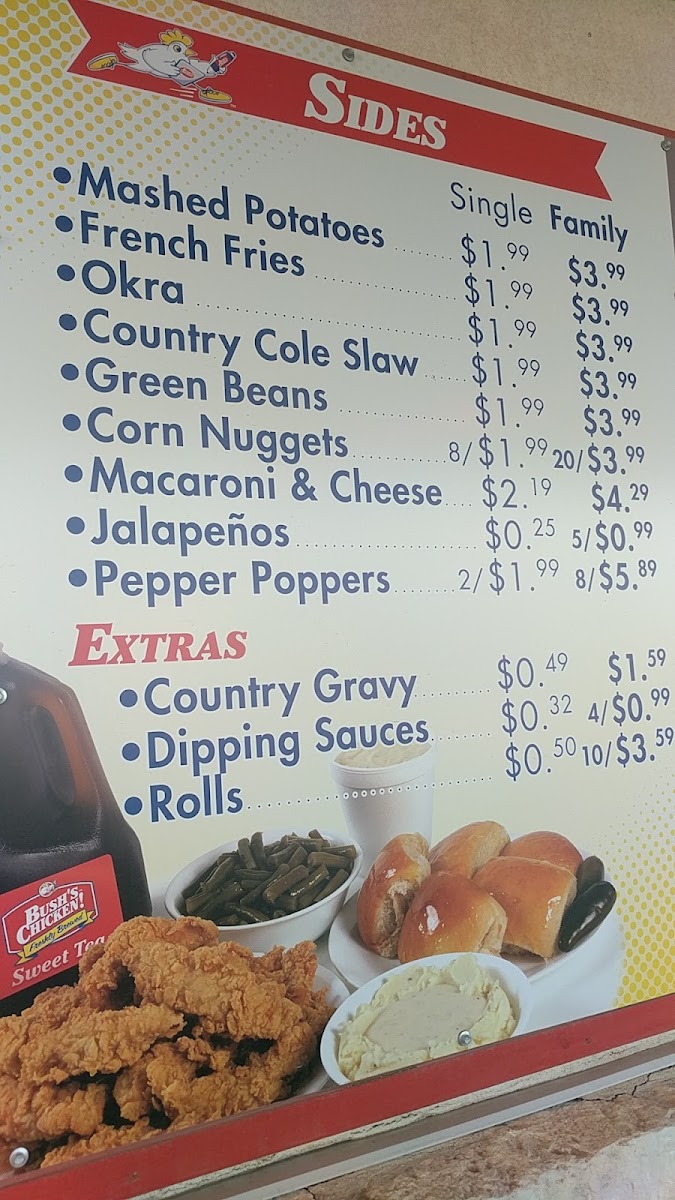 SIDES
Single Family
•Mashed Potatoes ........ $1.99 $3.99
•French Fries ........ $1.99 $3.99
•Okra ........ $1.99 $3.99
•Country Cole Slaw ...... $1.99 $3.99
•Green Beans ........ $1.99 $3.99
•Corn Nuggets ........ 8/$1.99 20/$3.99
•Macaroni & Cheese .... $2.19 $4.29
•Jalapeños ........ $0.25 5/$0.99
•Pepper Poppers ........ 2/$1.99 8/$5.89
EXTRAS
•Country Gravy ........ $0.49 $1.59
•Dipping Sauces ........ $0.32 4/$0.99
•Rolls ........ $0.50 10/$3.59
BUSH'S
CHICKEN!
Freshly Brewed
Sweet Tea